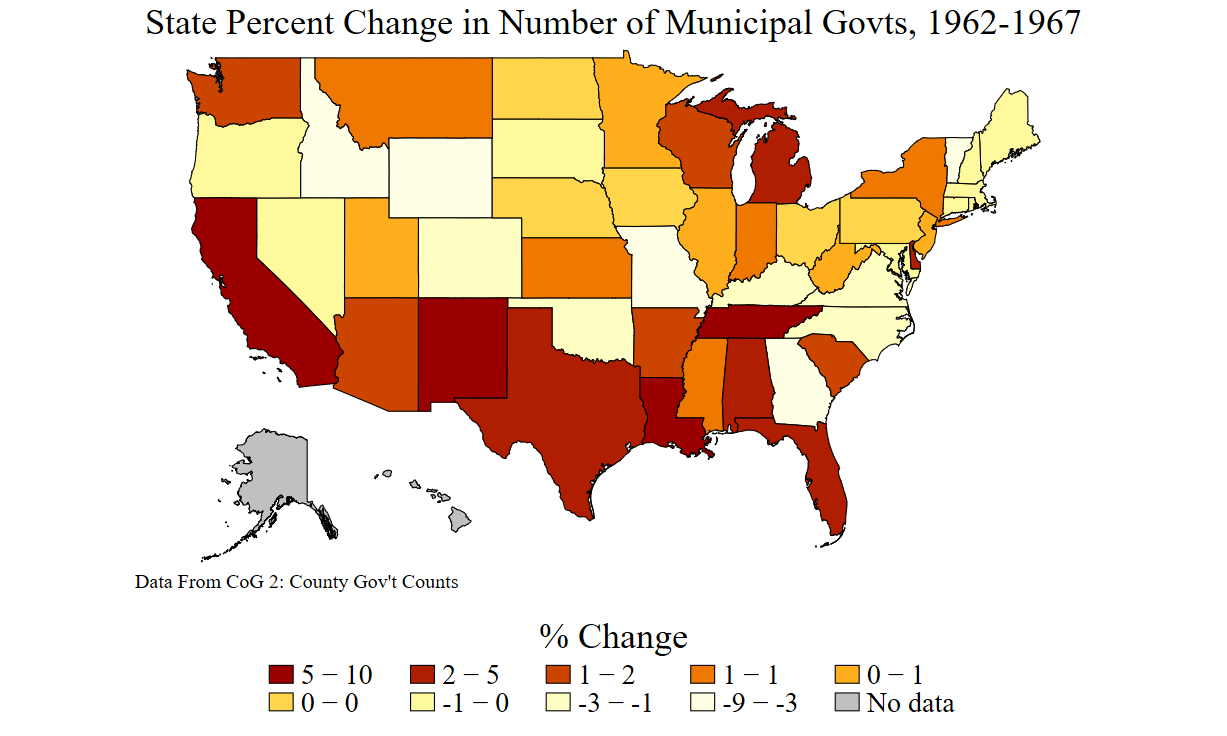 State Percent Change in Number of Municipal Govts, 1962-1967
Data From CoG 2: County Gov't Counts
% Change
5 − 10 2 − 5 1 − 2 1 − 1 0 − 1
0 − 0 -1 − 0 -3 − -1 -9 − -3 No data